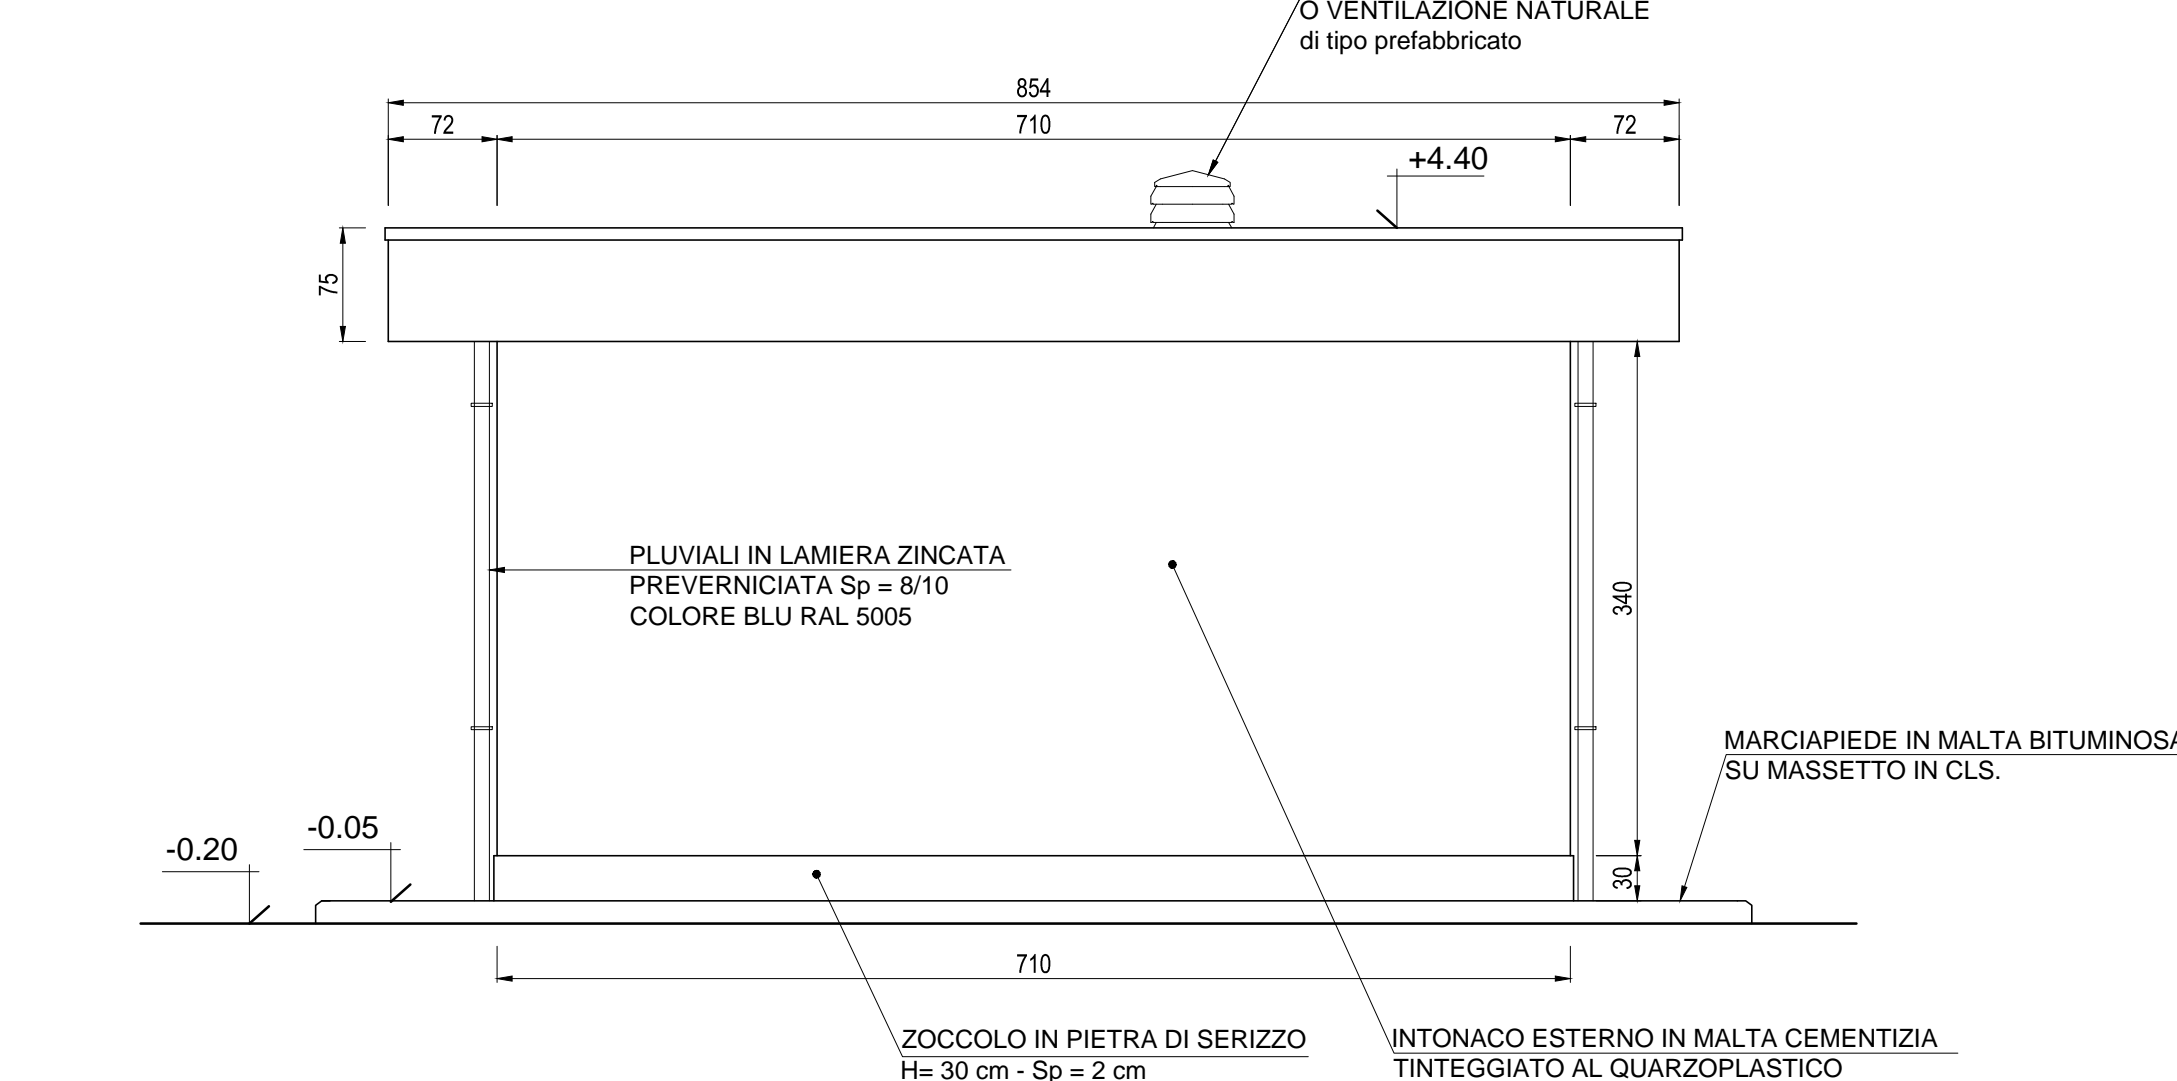 O VENTILAZIONE NATURALE
di tipo prefabbricato
854
72
710
72
+4.40
75
PLUVIALI IN LAMIERA ZINCATA
PREVERNICIATA Sp = 8/10
COLORE BLU RAL 5005
340
MARCIAPIEDE IN MALTA BITUMINOSA
SU MASSETTO IN CLS.
-0.05
-0.20
30
710
ZOCCOLO IN PIETRA DI SERIZZO
H= 30 cm - Sp = 2 cm
INTONACO ESTERNO IN MALTA CEMENTIZIA
TINTEGGIATO AL QUARZOPLASTICO